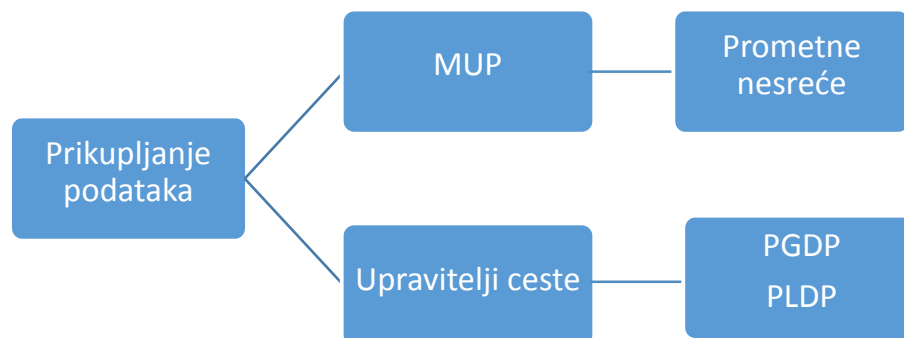 Prikupljanje
podataka
MUP
Prometne
nesreće
Upravitelji ceste
PGDP
PLDP